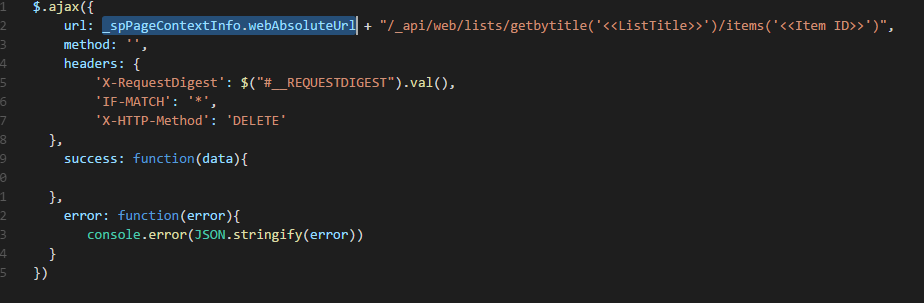 1 $.ajax({
2 url: _spPageContextInfo.webAbsoluteUrl + "/_api/web/lists/getbytitle('<<ListTitle>>')/items('<<Item ID>>')",
3 method: '',
4 headers: {
5 'X-RequestDigest': $("#__REQUESTDIGEST").val(),
6 'IF-MATCH': '*',
7 'X-HTTP-Method': 'DELETE'
8 },
9 success: function(data){
0
1 },
2 error: function(error){
3 console.error(JSON.stringify(error))
4 }
5 })